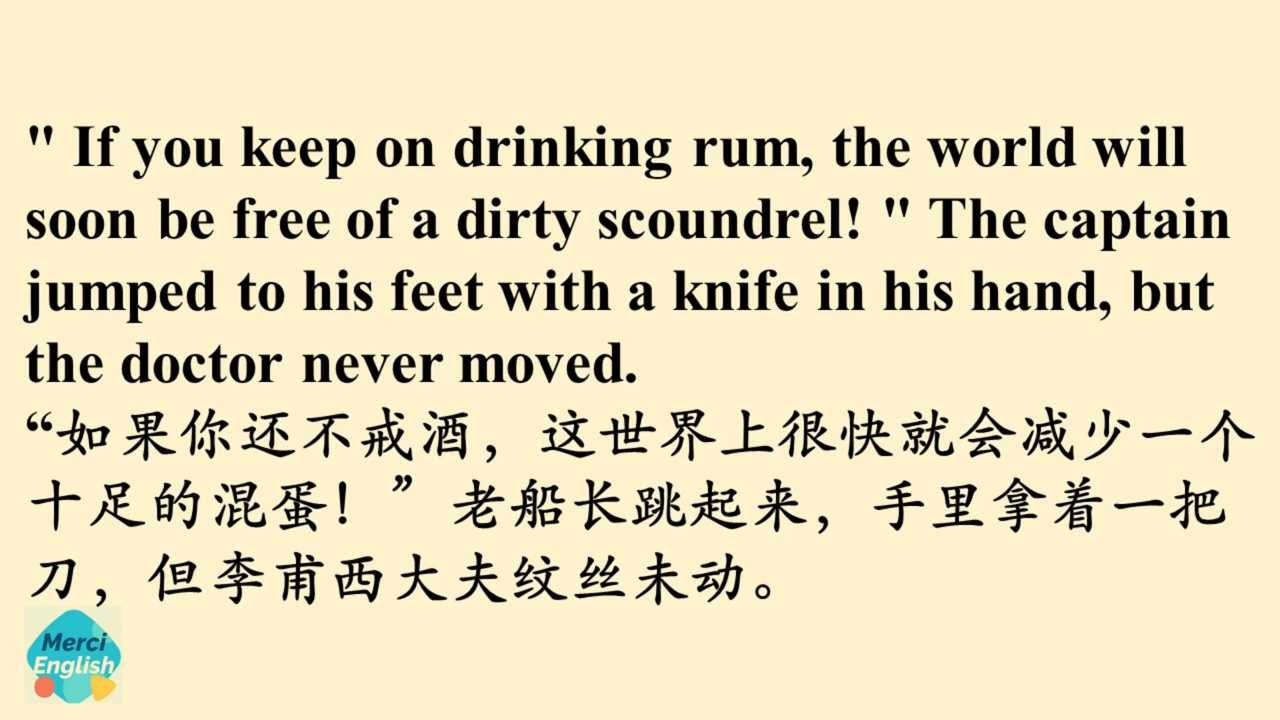 " If you keep on drinking rum, the world will
soon be free of a dirty scoundrel! " The captain
jumped to his feet with a knife in his hand, but
the doctor never moved.
“如果你还不戒酒，这世界上很快就会减少一个
十足的混蛋！” 老船长跳起来，手里拿着一把
刀，但李甫西大夫纹丝未动。
Merci
English